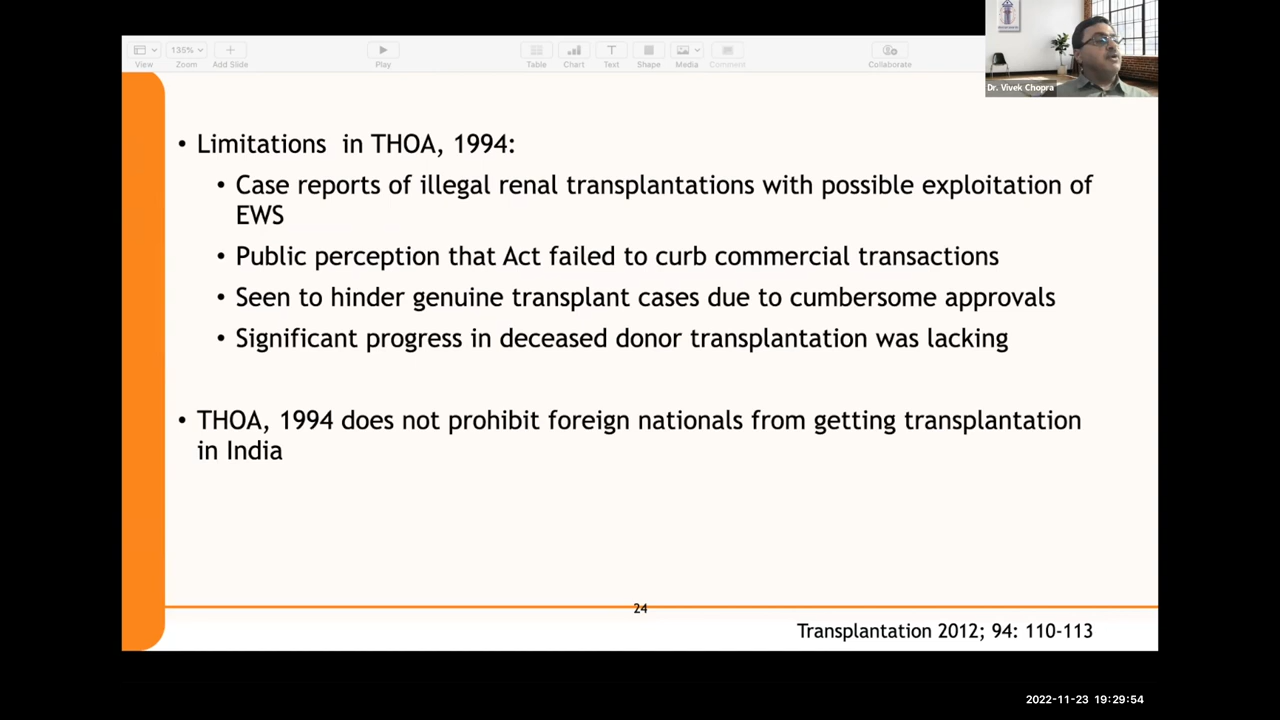 View
135%
Zoom
Add Slide
Play
Table
Chart
Text
Shape
Media
Comment
Collaborate
Dr. Vivek Chopra
• Limitations in THOA, 1994:
• Case reports of illegal renal transplantations with possible exploitation of
EWS
• Public perception that Act failed to curb commercial transactions
• Seen to hinder genuine transplant cases due to cumbersome approvals
• Significant progress in deceased donor transplantation was lacking
• THOA, 1994 does not prohibit foreign nationals from getting transplantation
in India
24
Transplantation 2012; 94: 110-113
2022-11-23 19:29:54